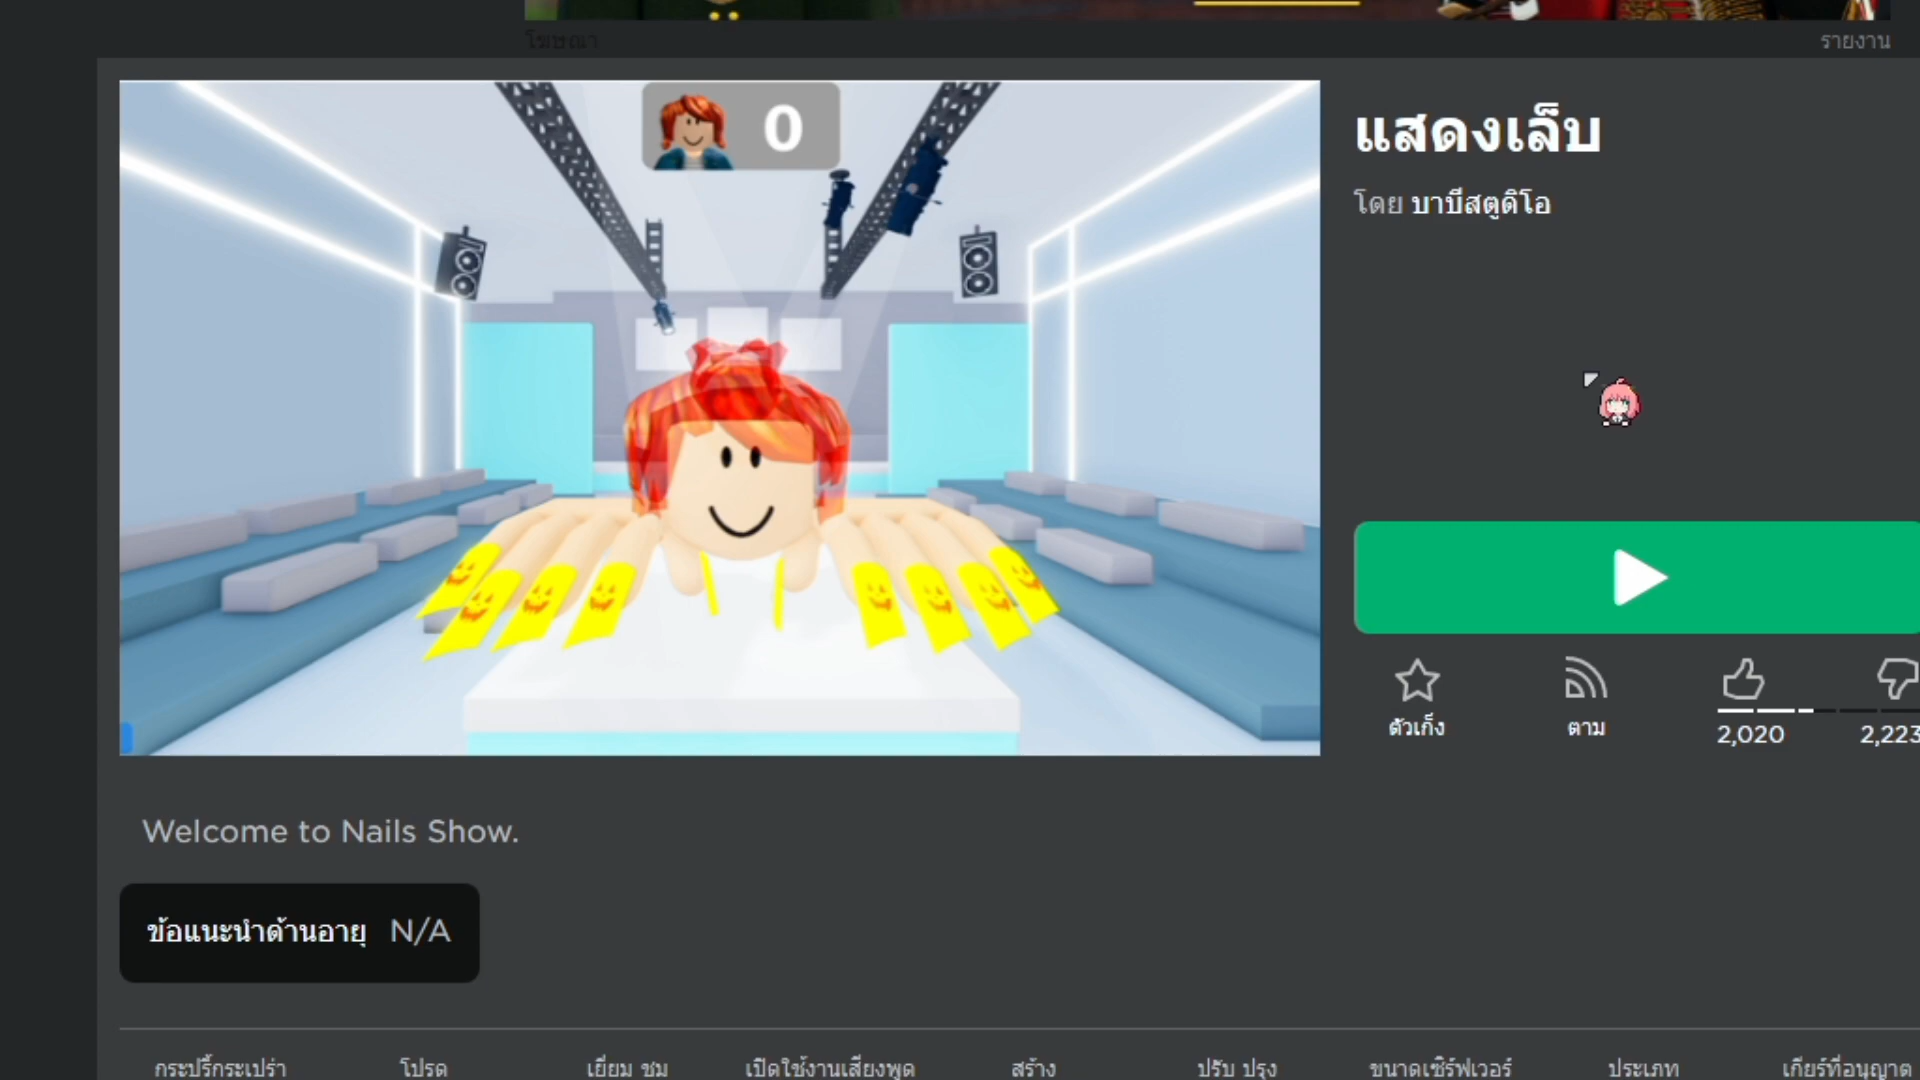 โฆษณา
รายงาน
0
แสดงเล็บ
โดย บาบีสตูดิโอ
ตัวเก็ง
ตาม
2,020
2,223
Welcome to Nails Show.
ข้อแนะนำด้านอายุ N/A
กระปรี้กระเปร่า โปรด เยี่ยม ชม เปิดใช้งานเสียงพูด สร้าง ปรับ ปรุง ขนาดเซิร์ฟเวอร์ ประเภท เกียร์ที่อนุญาต